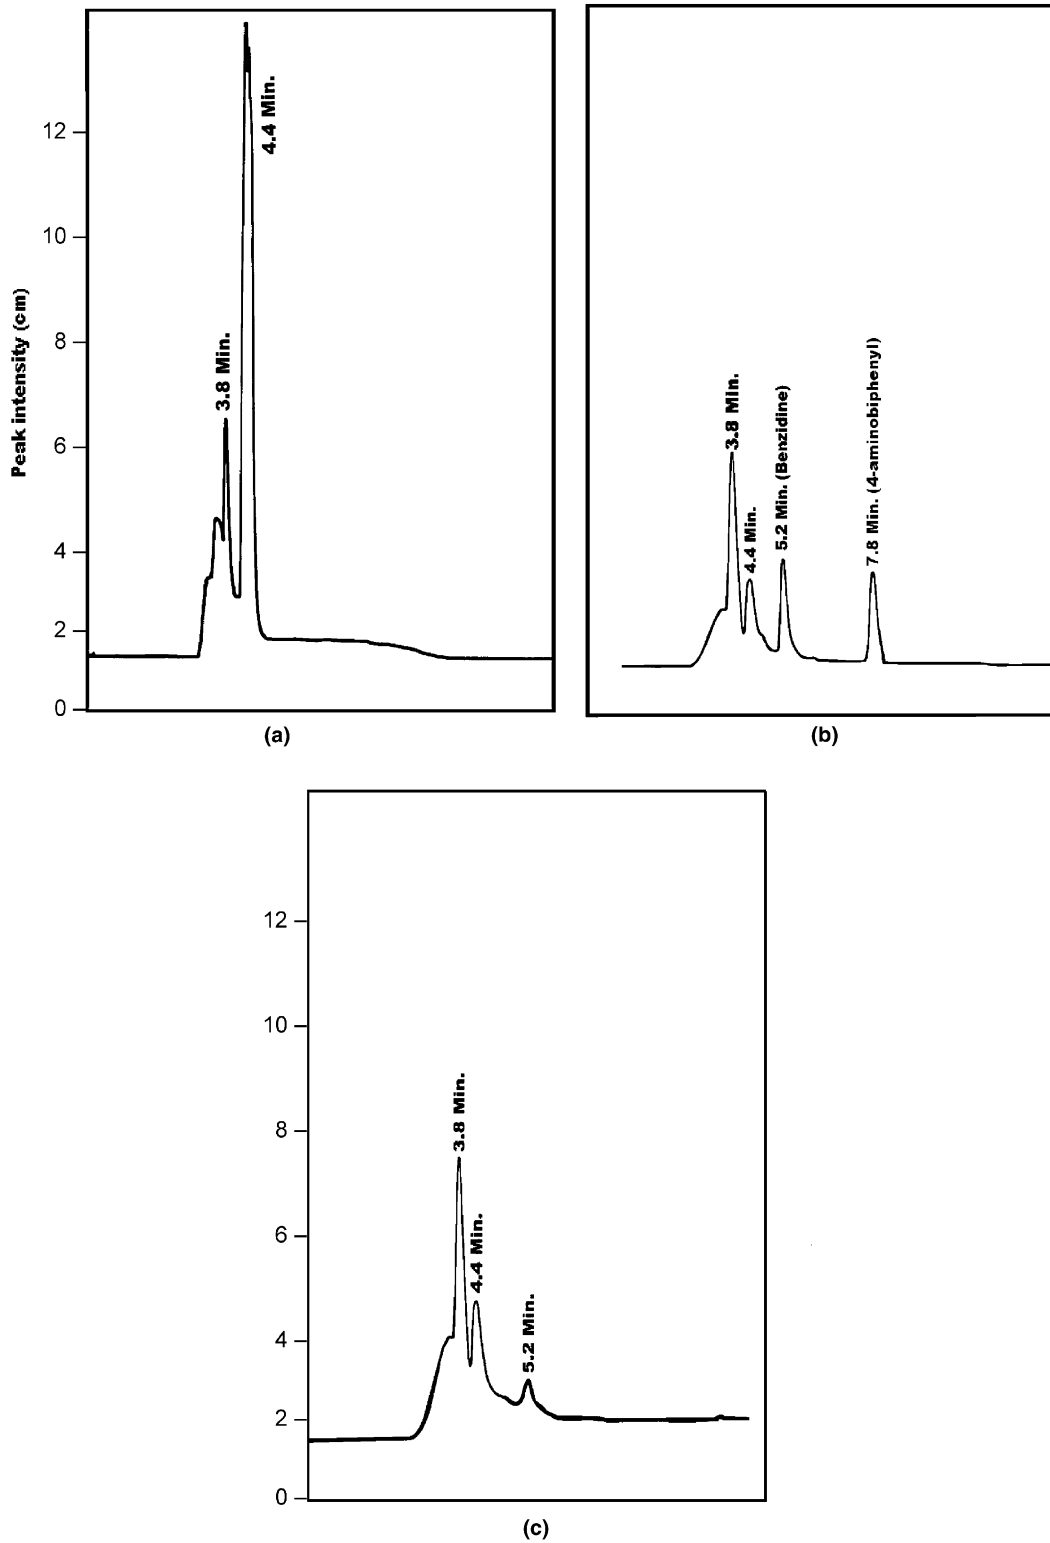 Peak intensity (cm)
12
10
8
6
4
2
0
3.8 Min.
4.4 Min.
(a)
3.8 Min.
4.4 Min.
5.2 Min. (Benzidine)
7.8 Min. (4-aminobiphenyl)
(b)
12
10
8
6
4
2
0
3.8 Min.
4.4 Min.
5.2 Min.
(c)